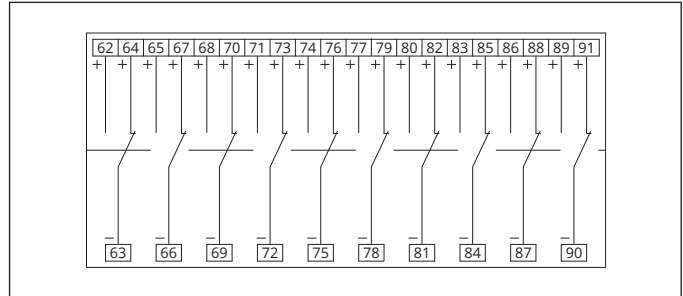 62 64 65 67 68 70 71 73 74 76 77 79 80 82 83 85 86 88 89 91
+ + + + + + + + + + + + + + + + + + + +
− − − − − − − − − −
63 66 69 72 75 78 81 84 87 90